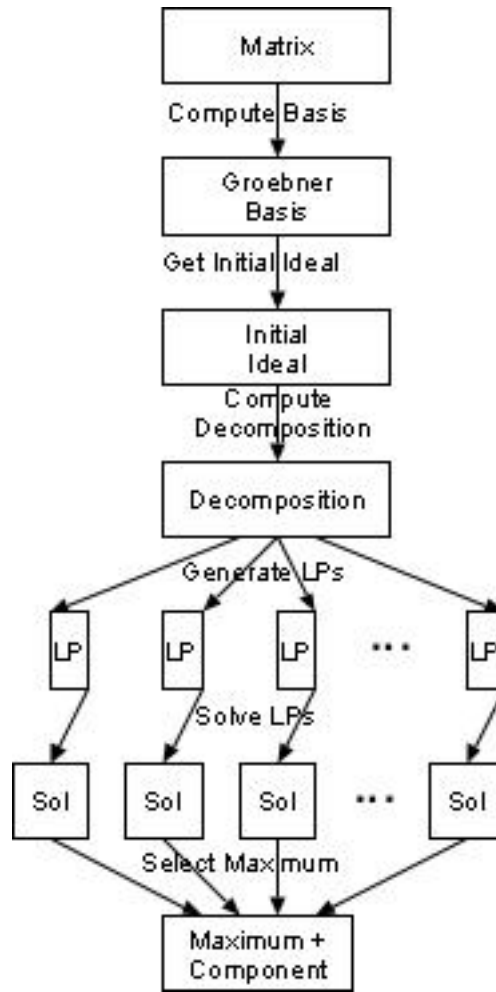 Matrix
Compute Basis
Groebner
Basis
Get Initial Ideal
Initial
Ideal
Compute
Decomposition
Decomposition
Generate LPs
LP LP LP ... LP
Solve LPs
Sol Sol Sol ... Sol
Select Maximum
Maximum +
Component